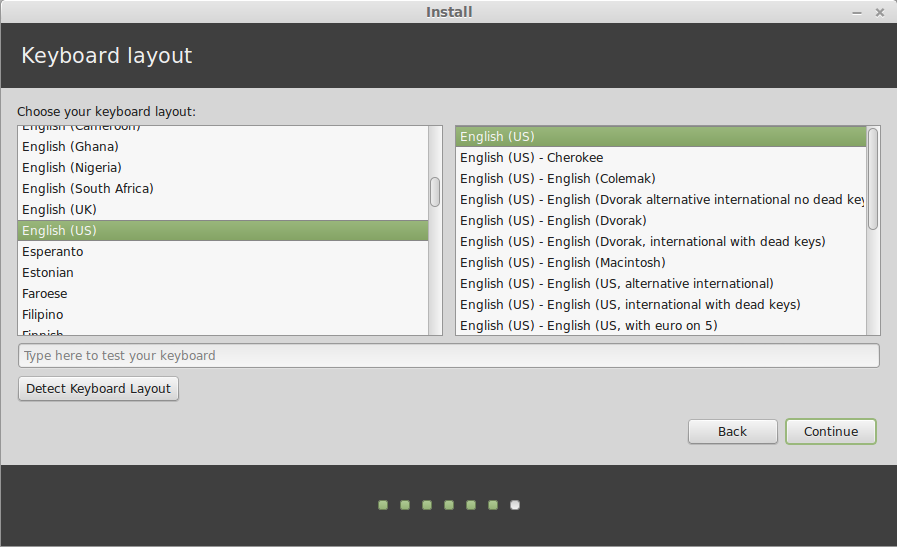 Install
Keyboard layout
Choose your keyboard layout:
English (Cameroon)
English (Ghana)
English (Nigeria)
English (South Africa)
English (UK)
English (US)
Esperanto
Estonian
Faroese
Filipino
Finnish
English (US)
English (US) - Cherokee
English (US) - English (Colemak)
English (US) - English (Dvorak alternative international no dead key
English (US) - English (Dvorak)
English (US) - English (Dvorak, international with dead keys)
English (US) - English (Macintosh)
English (US) - English (US, alternative international)
English (US) - English (US, international with dead keys)
English (US) - English (US, with euro on 5)
Type here to test your keyboard
Detect Keyboard Layout
Back
Continue